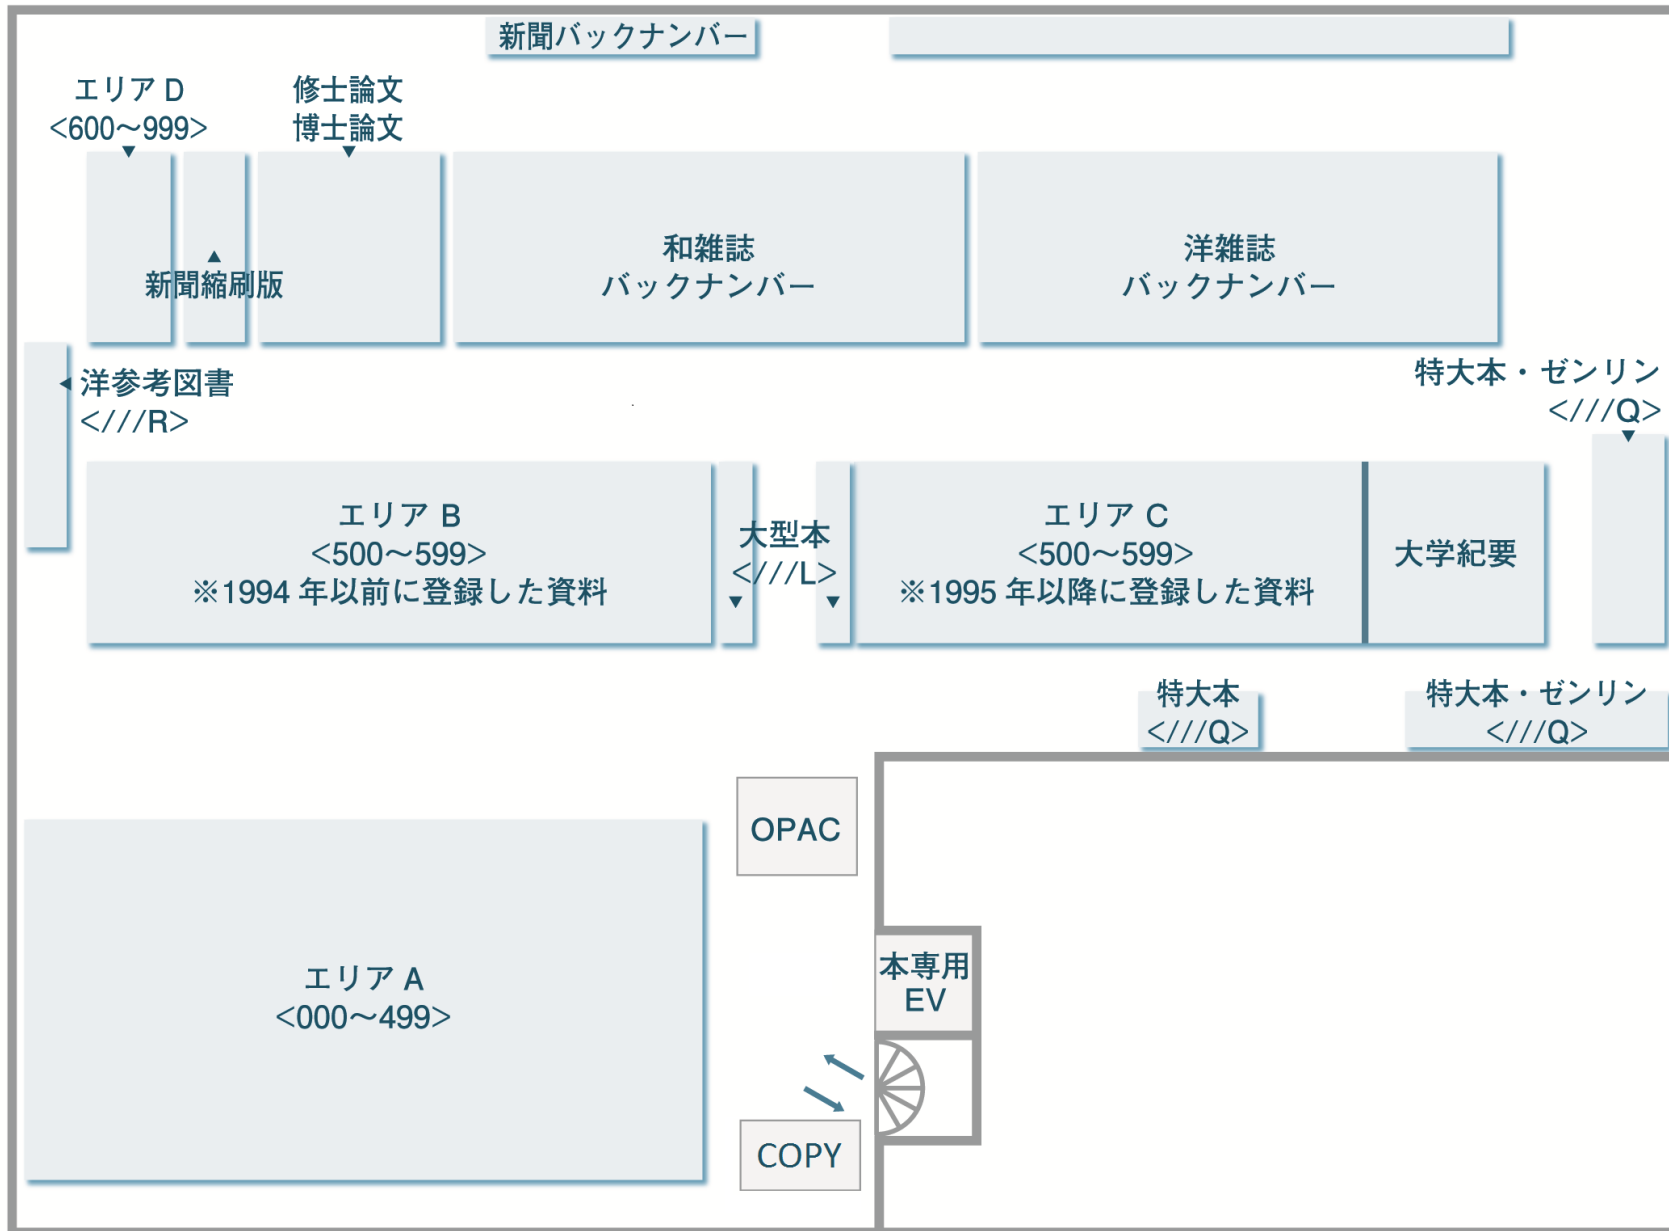 新聞バックナンバー
エリア D
<600〜999>
修士論文
博士論文
新聞縮刷版
和雑誌
バックナンバー
洋雑誌
バックナンバー
洋参考図書
<///R>
特大本・ゼンリン
<///Q>
エリア B
<500〜599>
※1994 年以前に登録した資料
大型本
<///L>
エリア C
<500〜599>
※1995 年以降に登録した資料
大学紀要
特大本
<///Q>
特大本・ゼンリン
<///Q>
OPAC
エリア A
<000〜499>
本専用
EV
COPY